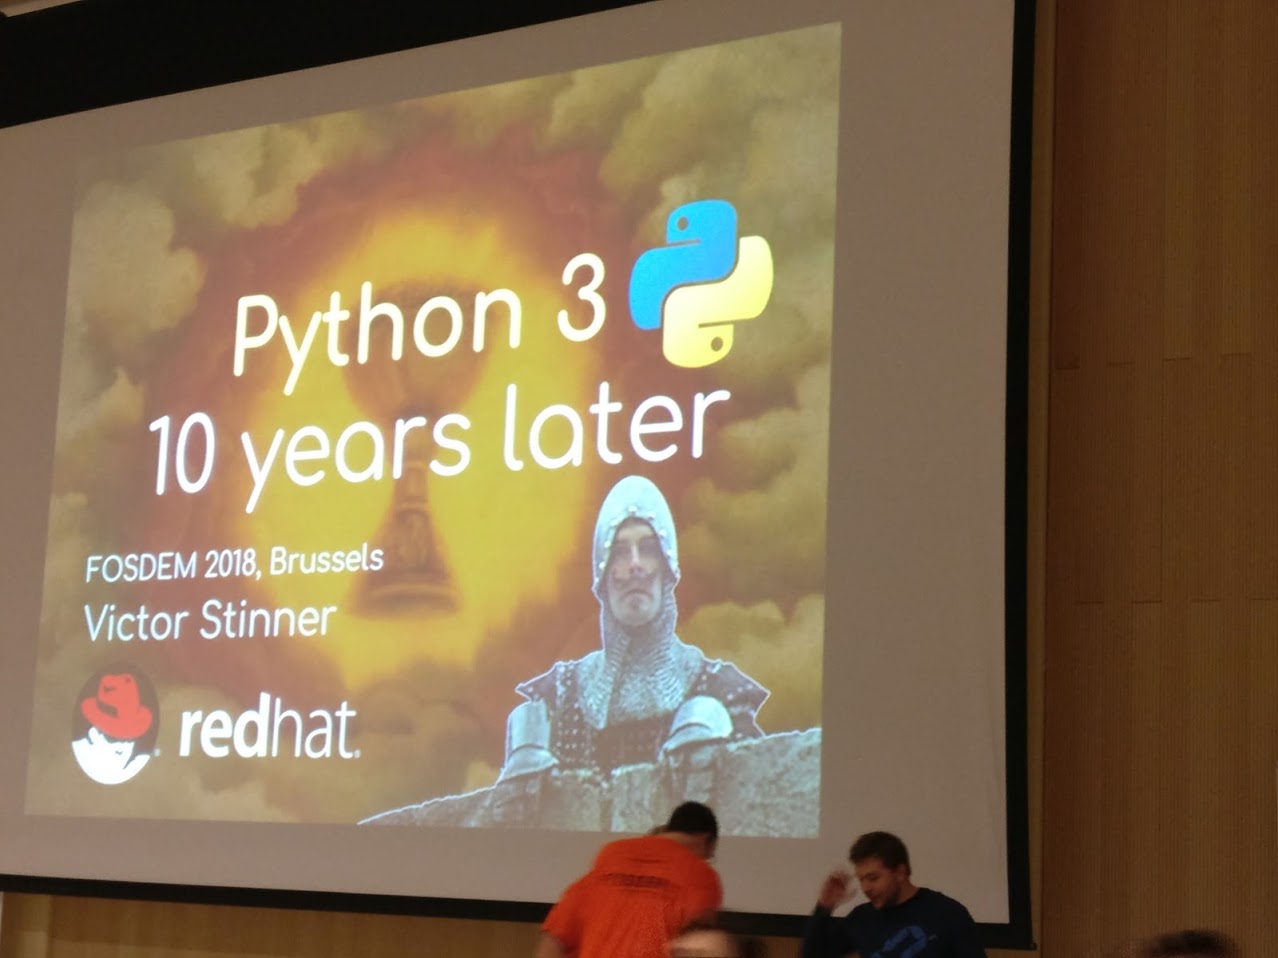 Python 3
10 years later
FOSDEM 2018, Brussels
Victor Stinner
redhat.